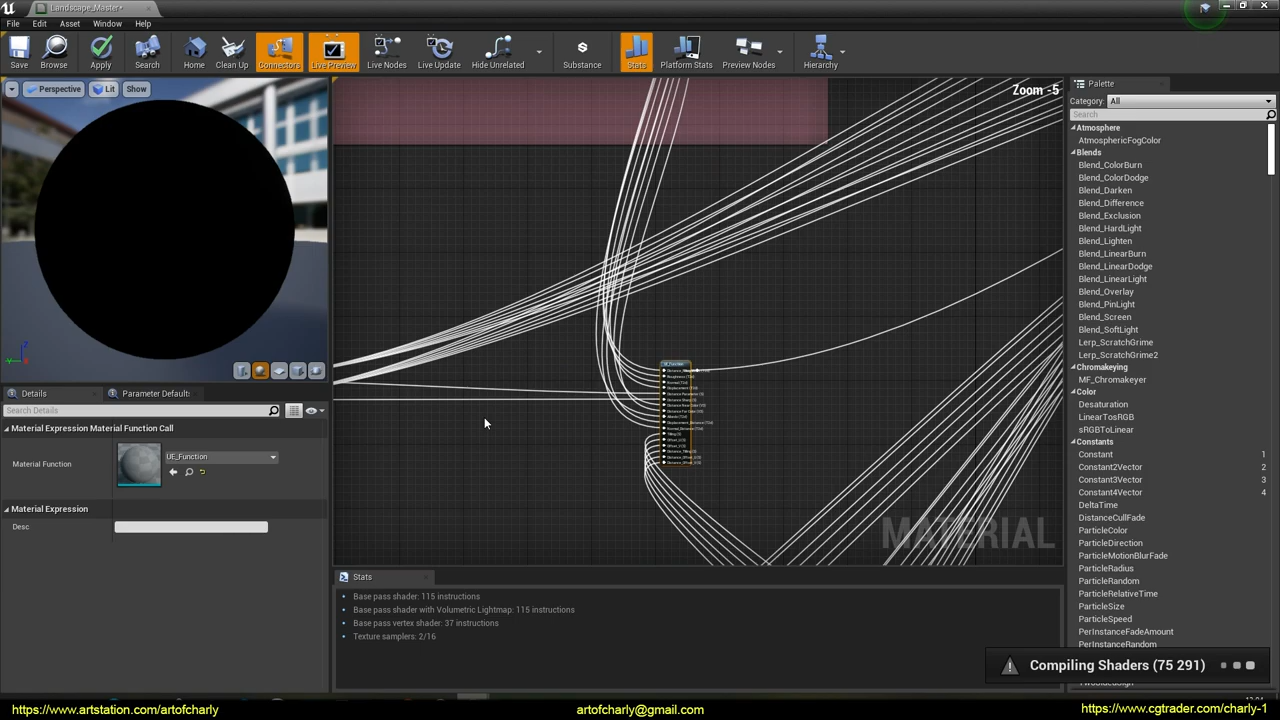 Landscape_Master*
File Edit Asset Window Help
Save Browse Apply Search Home Clean Up Connectors Live Preview Live Nodes Live Update Hide Unrelated Substance Stats Platform Stats Preview Nodes Hierarchy
Perspective Lit Show
Zoom -5
Palette
Category: All
Search
Atmosphere
AtmosphericFogColor
Blends
Blend_ColorBurn
Blend_ColorDodge
Blend_Darken
Blend_Difference
Blend_Exclusion
Blend_HardLight
Blend_Lighten
Blend_LinearBurn
Blend_LinearDodge
Blend_LinearLight
Blend_Overlay
Blend_PinLight
Blend_Screen
Blend_SoftLight
Lerp_ScratchGrime
Lerp_ScratchGrime2
Chromakeying
MF_Chromakeyer
Color
Desaturation
LinearTosRGB
sRGBToLinear
Constants
Constant 1
Constant2Vector 2
Constant3Vector 3
Constant4Vector 4
DeltaTime
DistanceCullFade
ParticleColor
ParticleDirection
ParticleMotionBlurFade
ParticleRadius
ParticleRandom
ParticleRelativeTime
ParticleSize
ParticleSpeed
PerInstanceFadeAmount
PerInstanceRandom
Details Parameter Default:
Search Details
Material Expression Material Function Call
Material Function UE_Function
Material Expression
Desc
UE_Function
MATERIAL
Stats
Base pass shader: 115 instructions
Base pass shader with Volumetric Lightmap: 115 instructions
Base pass vertex shader: 37 instructions
Texture samplers: 2/16
Compiling Shaders (75 291)
https://www.artstation.com/artofcharly artofcharly@gmail.com https://www.cgtrader.com/charly-1